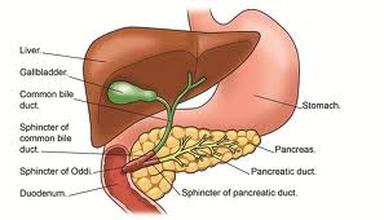 Liver.
Gallbladder.
Common bile
duct.
Sphincter of
common bile
duct.
Sphincter of Oddi.
Duodenum.
Stomach.
Pancreas.
Pancreatic duct.
Sphincter of pancreatic duct.